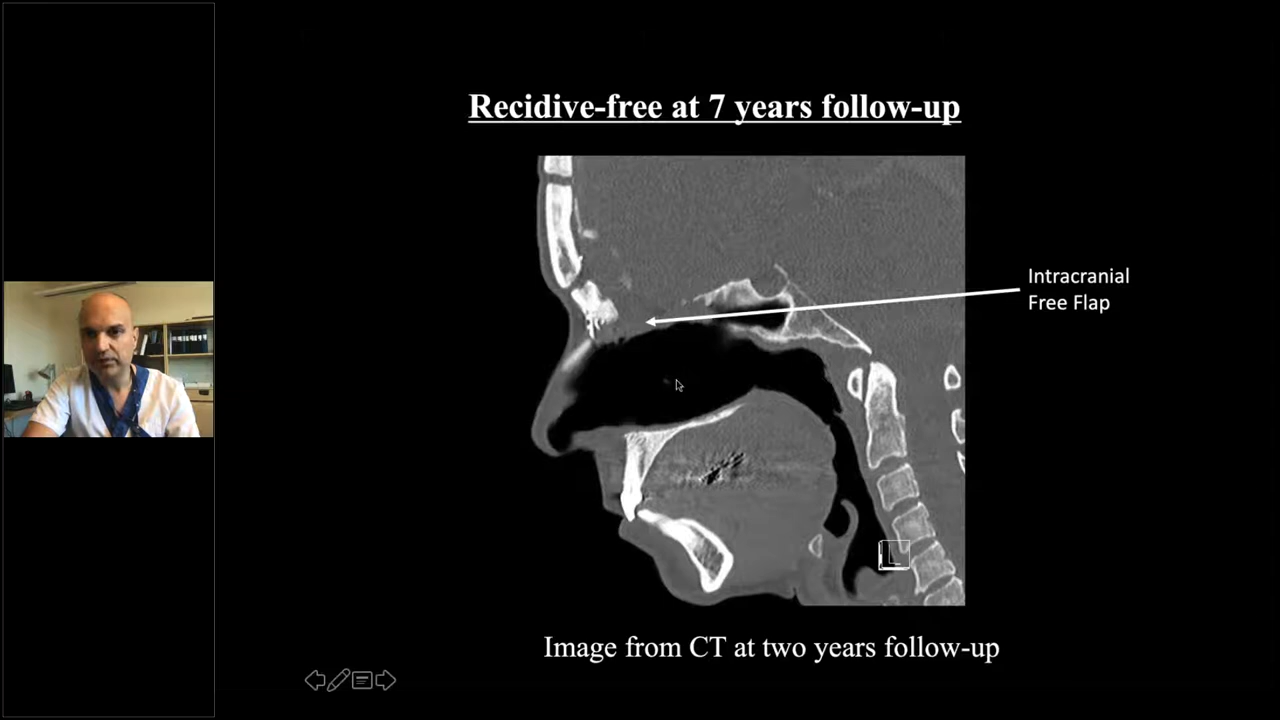 Recidive-free at 7 years follow-up
Intracranial
Free Flap
L
Image from CT at two years follow-up